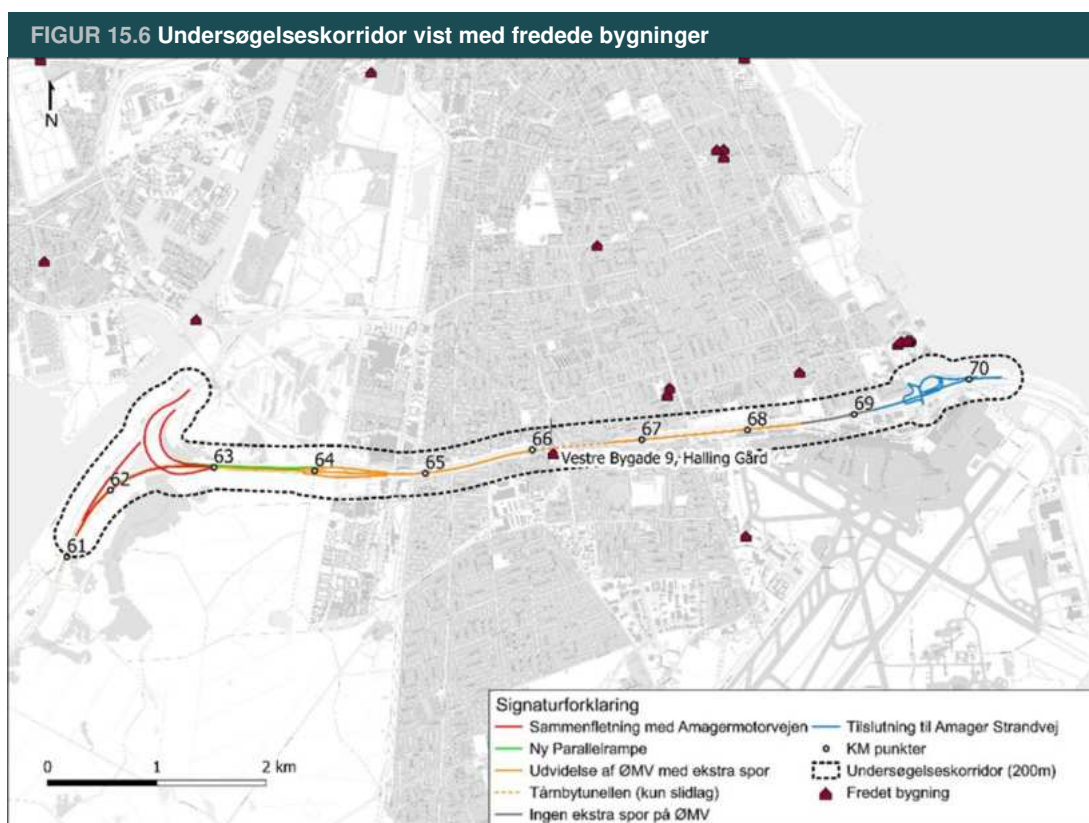 FIGUR 15.6 Undersøgelseskorridor vist med fredede bygninger
N
70
69
68
67
66
Vestre Bygade 9, Halling Gård
65
64
63
62
61
Signaturforklaring
Sammenfletning med Amagermotorvejen
Ny Parallelrampe
Udvidelse af ØMV med ekstra spor
Tårnbytunellen (kun slidlag)
Ingen ekstra spor på ØMV
Tilslutning til Amager Strandvej
KM punkter
Undersøgelseskorridor (200m)
Fredet bygning
0 1 2 km